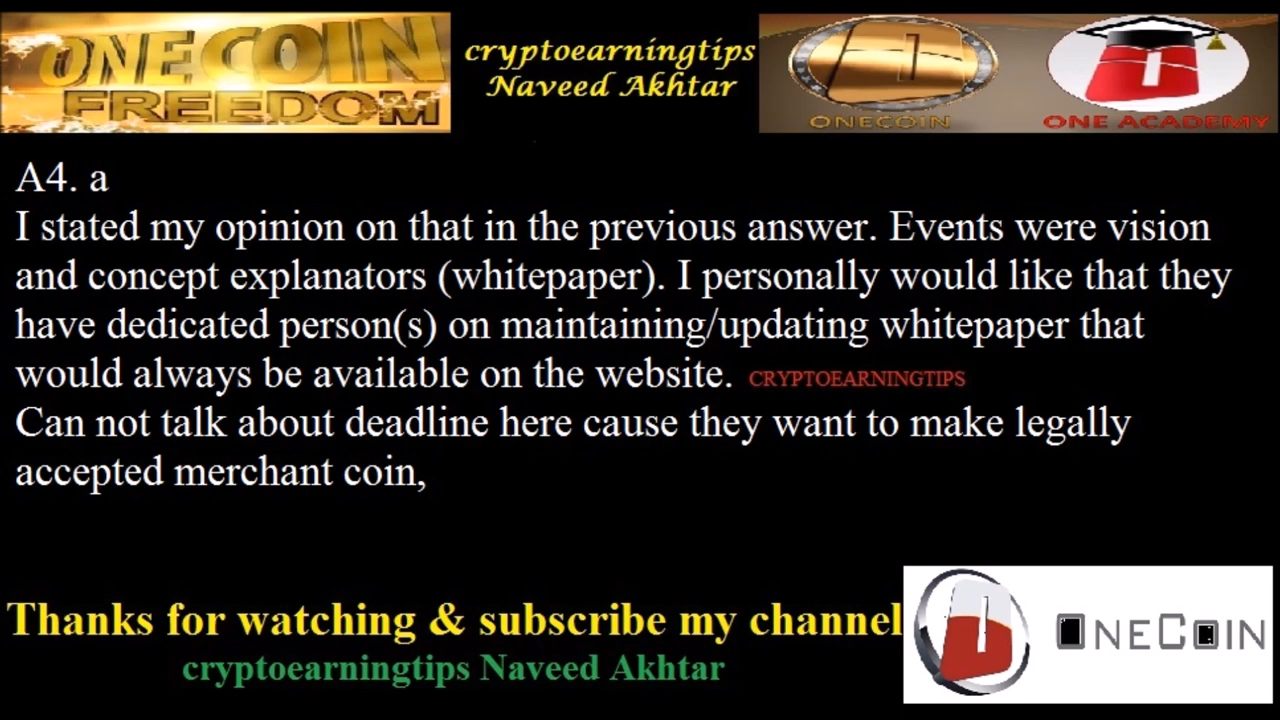 ONE COIN
FREEDOM
cryptoearningtips
Naveed Akhtar
ONECOIN
ONE ACADEMY
A4. a
I stated my opinion on that in the previous answer. Events were vision
and concept explanators (whitepaper). I personally would like that they
have dedicated person(s) on maintaining/updating whitepaper that
would always be available on the website. CRYPTOEARNINGTIPS
Can not talk about deadline here cause they want to make legally
accepted merchant coin,
Thanks for watching & subscribe my channel
cryptoearningtips Naveed Akhtar
ONECOIN